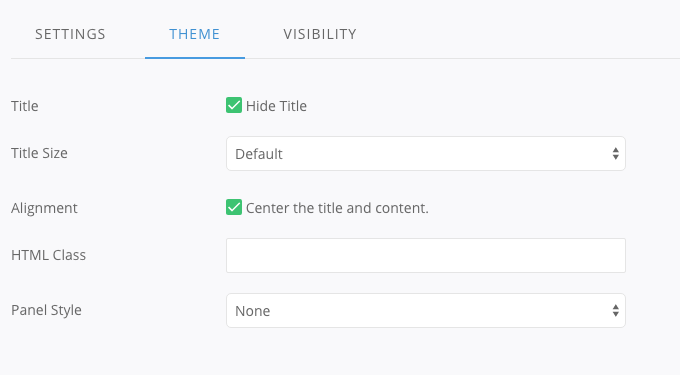 SETTINGS THEME VISIBILITY
Title Hide Title
Title Size Default
Alignment Center the title and content.
HTML Class
Panel Style None